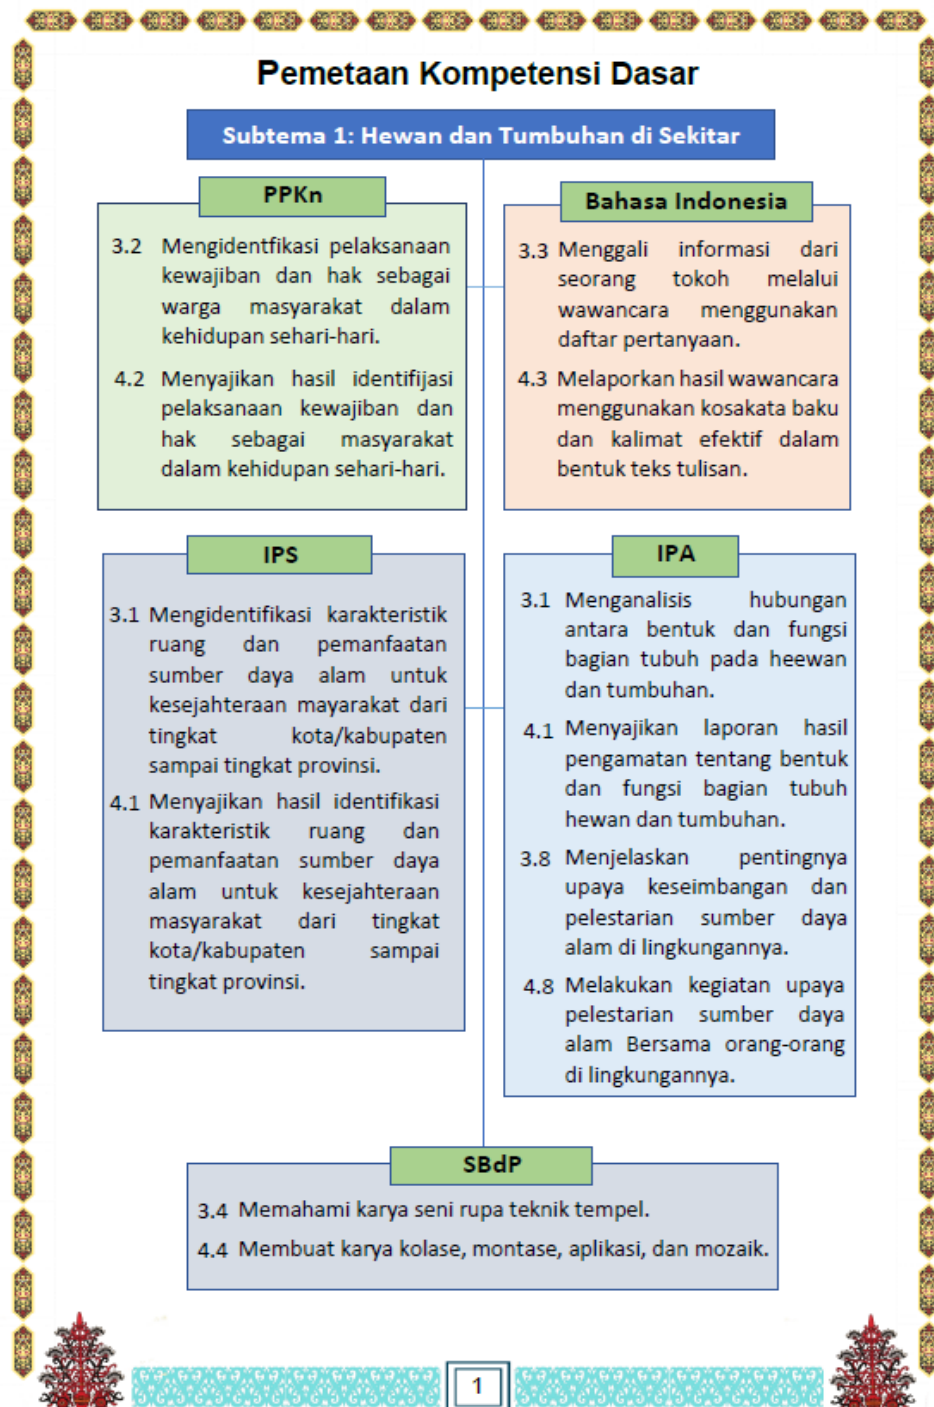 Pemetaan Kompetensi Dasar
Subtema 1: Hewan dan Tumbuhan di Sekitar
PPKn
3.2 Mengidentfikasi pelaksanaan
kewajiban dan hak sebagai
warga masyarakat dalam
kehidupan sehari-hari.
4.2 Menyajikan hasil identifijasi
pelaksanaan kewajiban dan
hak sebagai masyarakat
dalam kehidupan sehari-hari.
Bahasa Indonesia
3.3 Menggali informasi dari
seorang tokoh melalui
wawancara menggunakan
daftar pertanyaan.
4.3 Melaporkan hasil wawancara
menggunakan kosakata baku
dan kalimat efektif dalam
bentuk teks tulisan.
IPS
3.1 Mengidentifikasi karakteristik
ruang dan pemanfaatan
sumber daya alam untuk
kesejahteraan mayarakat dari
tingkat kota/kabupaten
sampai tingkat provinsi.
4.1 Menyajikan hasil identifikasi
karakteristik ruang dan
pemanfaatan sumber daya
alam untuk kesejahteraan
masyarakat dari tingkat
kota/kabupaten sampai
tingkat provinsi.
IPA
3.1 Menganalisis hubungan
antara bentuk dan fungsi
bagian tubuh pada heewan
dan tumbuhan.
4.1 Menyajikan laporan hasil
pengamatan tentang bentuk
dan fungsi bagian tubuh
hewan dan tumbuhan.
3.8 Menjelaskan pentingnya
upaya keseimbangan dan
pelestarian sumber daya
alam di lingkungannya.
4.8 Melakukan kegiatan upaya
pelestarian sumber daya
alam Bersama orang-orang
di lingkungannya.
SBdP
3.4 Memahami karya seni rupa teknik tempel.
4.4 Membuat karya kolase, montase, aplikasi, dan mozaik.
1